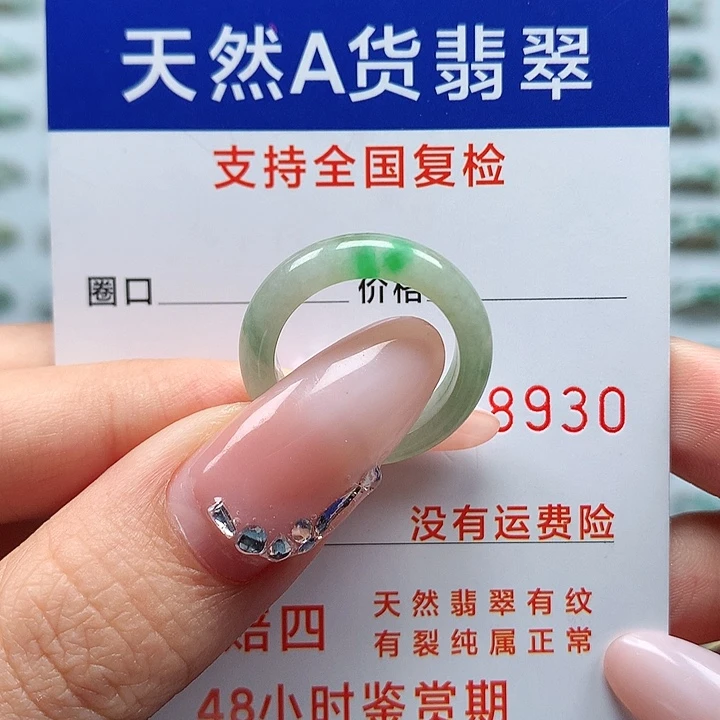 天然A货翡翠
支持全国复检
圈口 价格
8930
没有运费险
赔四
天然翡翠有纹
有裂纯属正常
48小时鉴赏期